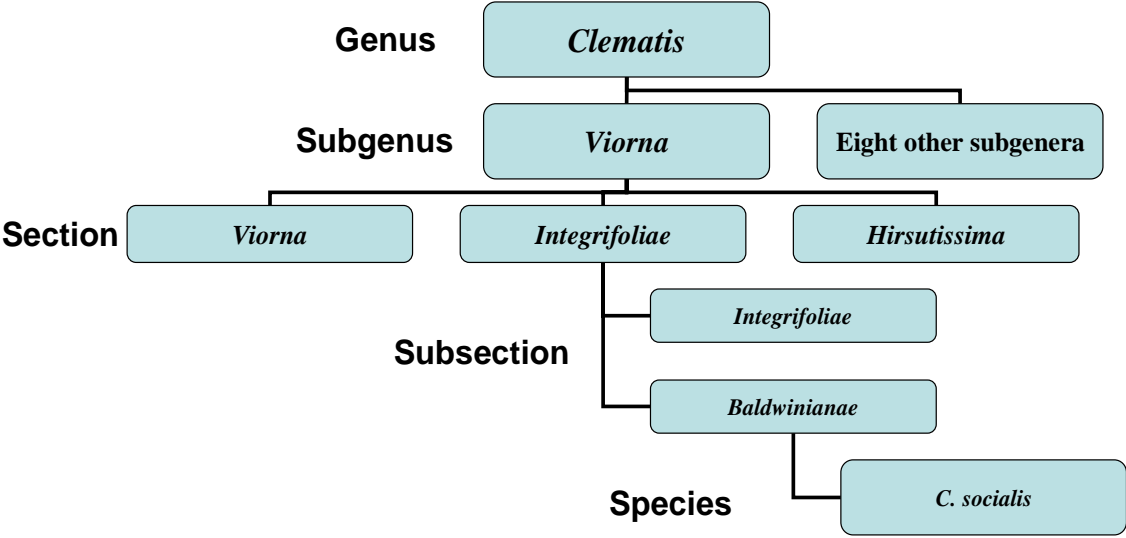 Genus
Clematis
Subgenus
Viorna
Eight other subgenera
Section
Viorna
Integrifoliae
Hirsutissima
Subsection
Integrifoliae
Baldwinianae
Species
C. socialis